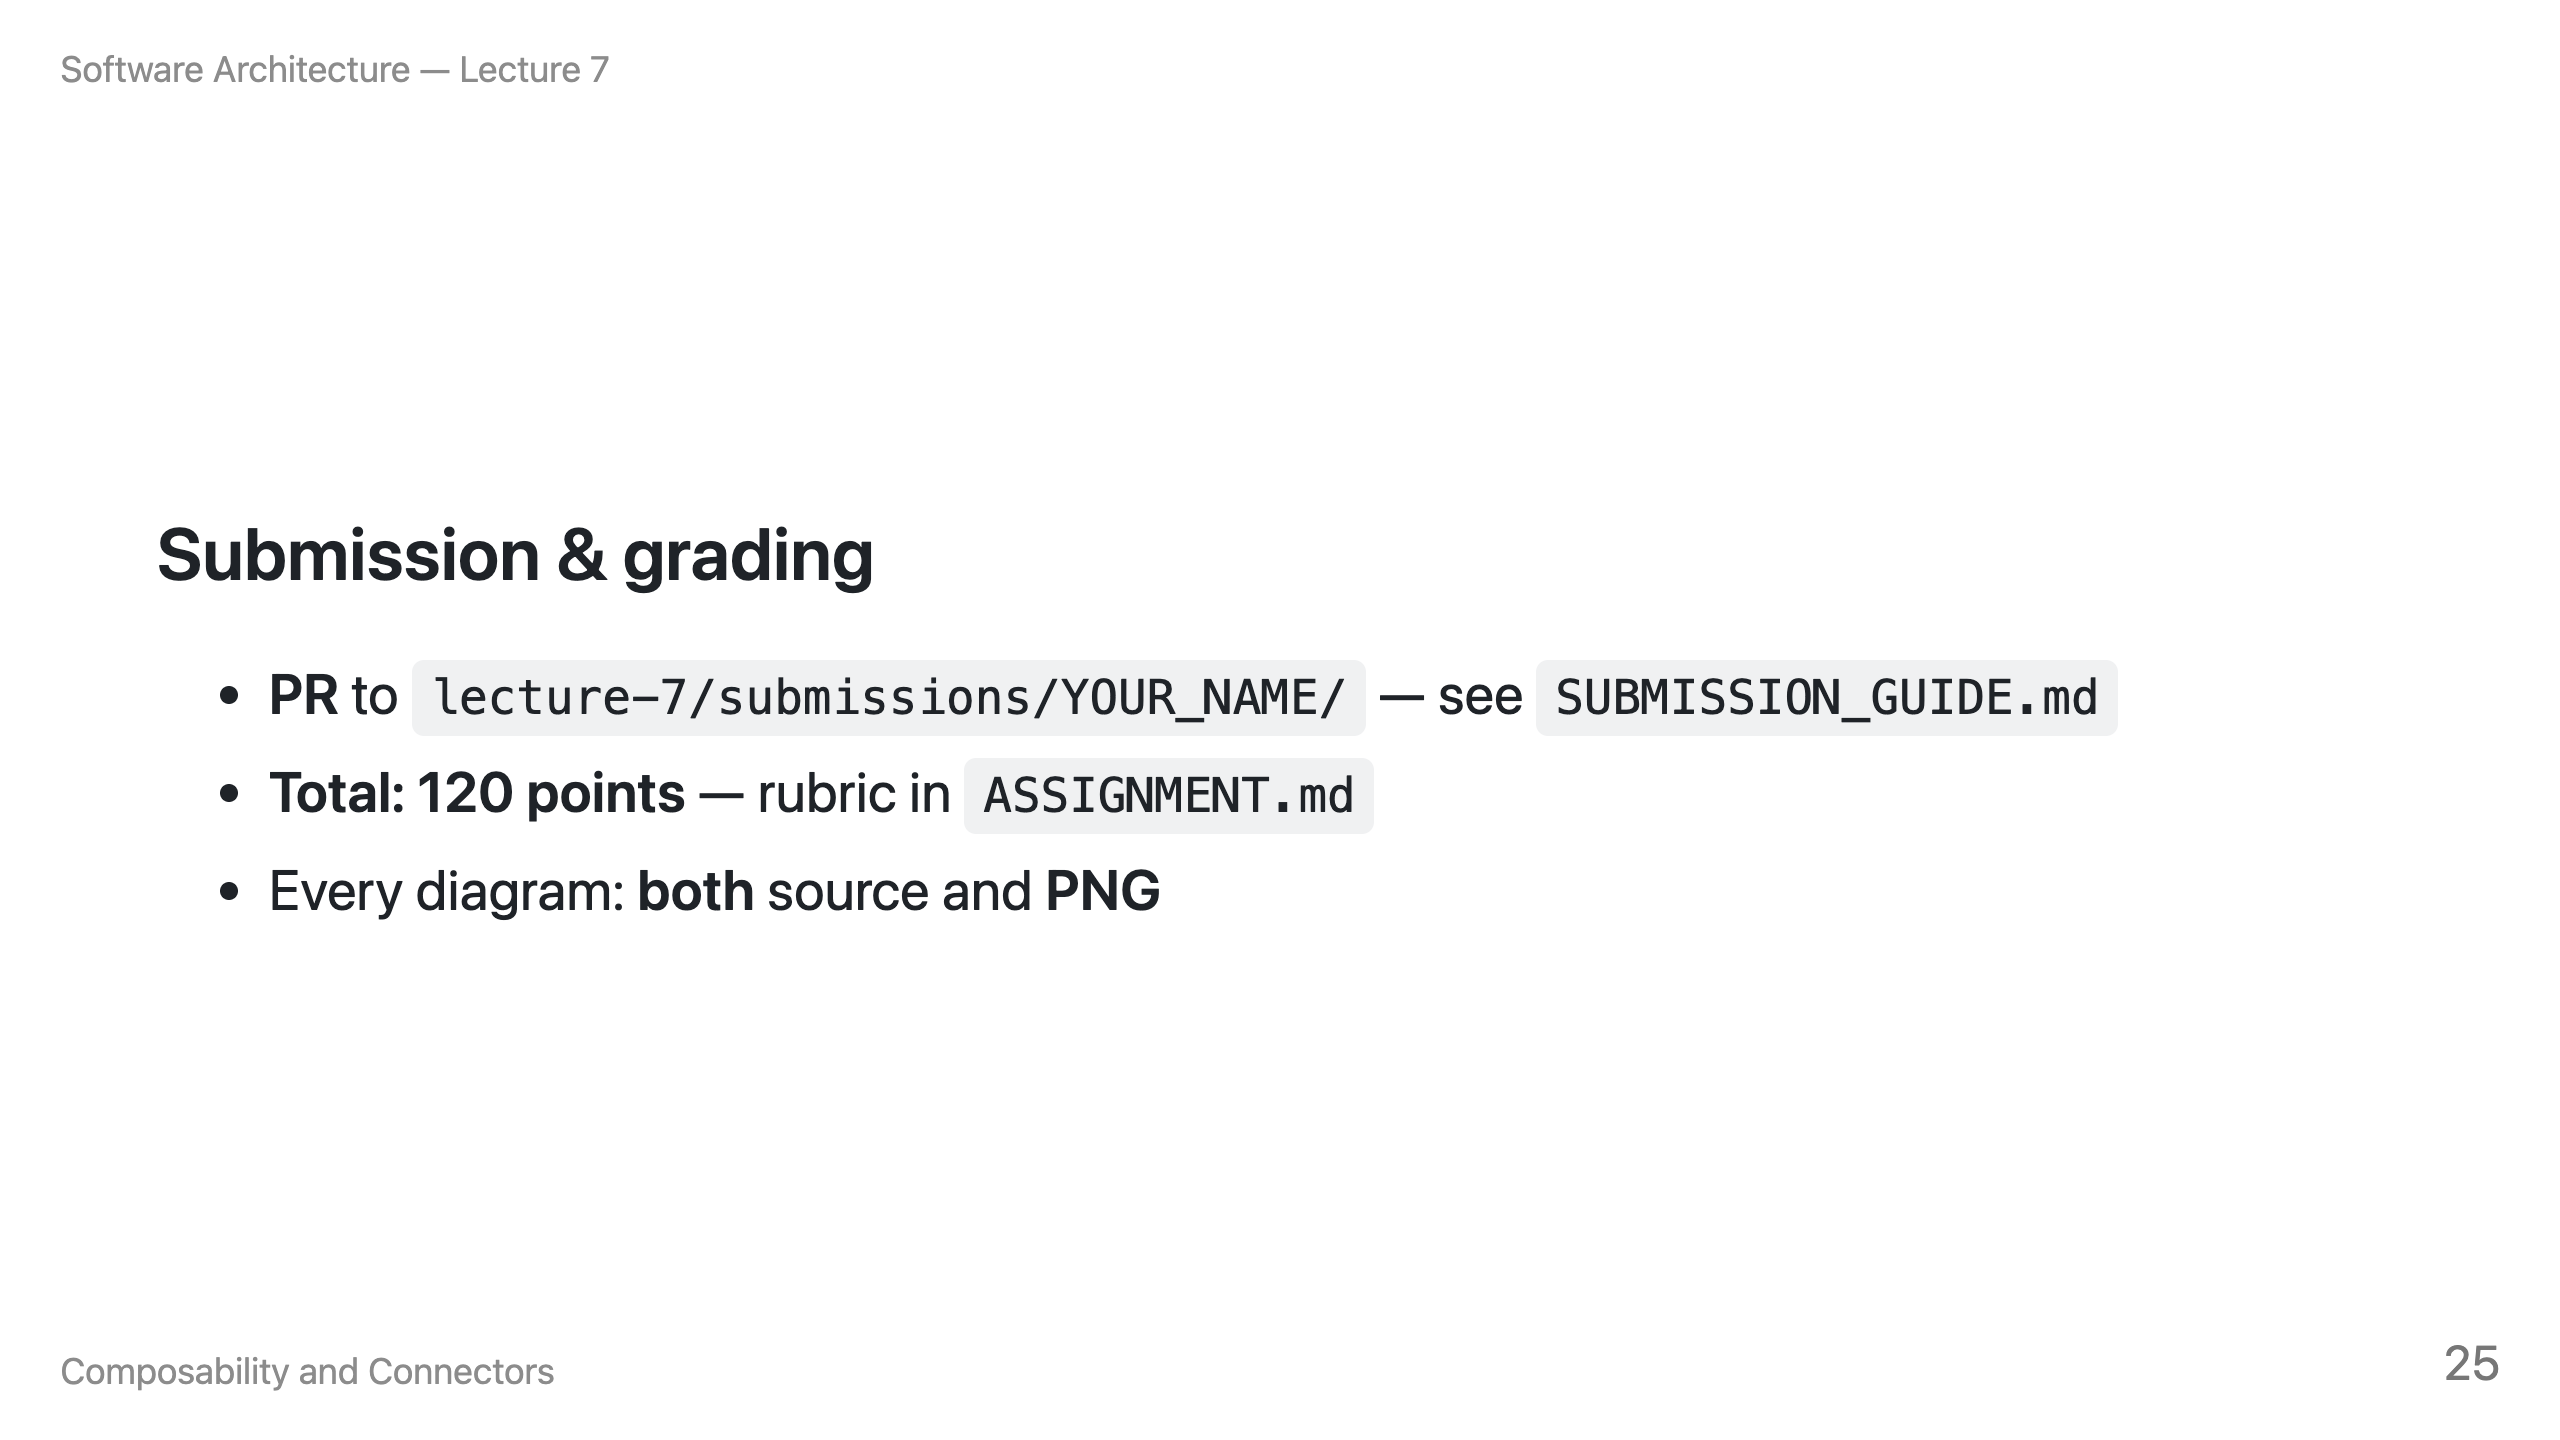 Software Architecture — Lecture 7
Submission & grading
• PR to lecture-7/submissions/YOUR_NAME/ — see SUBMISSION_GUIDE.md
• Total: 120 points — rubric in ASSIGNMENT.md
• Every diagram: both source and PNG
Composability and Connectors
25